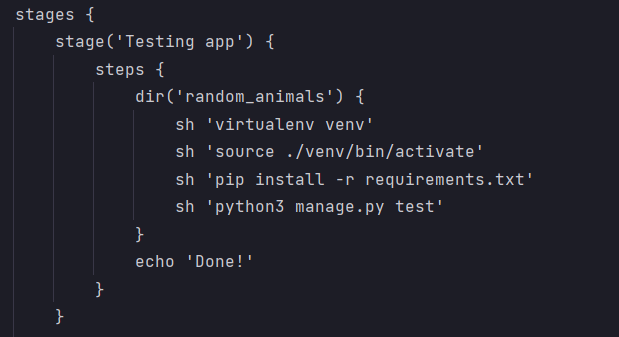 stages {
    stage('Testing app') {
        steps {
            dir('random_animals') {
                sh 'virtualenv venv'
                sh 'source ./venv/bin/activate'
                sh 'pip install -r requirements.txt'
                sh 'python3 manage.py test'
            }
            echo 'Done!'
        }
    }